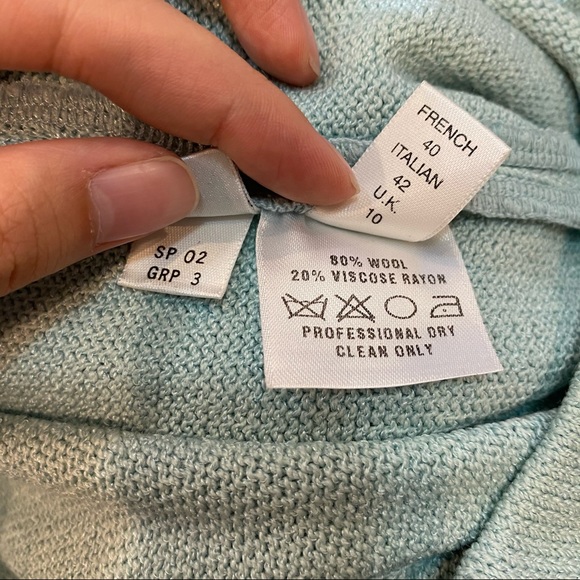 FRENCH
40
ITALIAN
42
U.K.
10
SP 02
GRP 3
80% WOOL
20% VISCOSE RAYON
PROFESSIONAL DRY
CLEAN ONLY